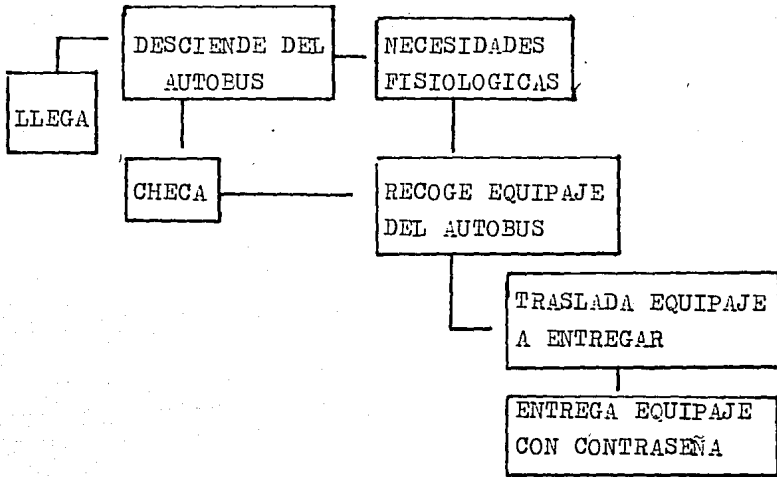 DESCIENDE DEL
AUTOBUS
NECESIDADES
FISIOLOGICAS
LLEGA
CHECA
RECOGE EQUIPAJE
DEL AUTOBUS
TRASLADA EQUIPAJE
A ENTREGAR
ENTREGA EQUIPAJE
CON CONTRASEÑA